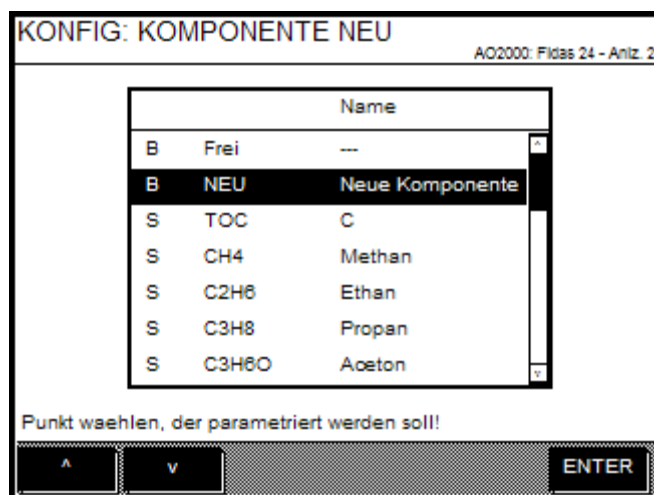 KONFIG: KOMPONENTE NEU
AO2000: Fidas 24 - Anlz. 2
Name
B Frei ---
B NEU Neue Komponente
S TOC C
S CH4 Methan
S C2H6 Ethan
S C3H8 Propan
S C3H6O Aceton
Punkt waehlen, der parametriert werden soll!
^ v ENTER